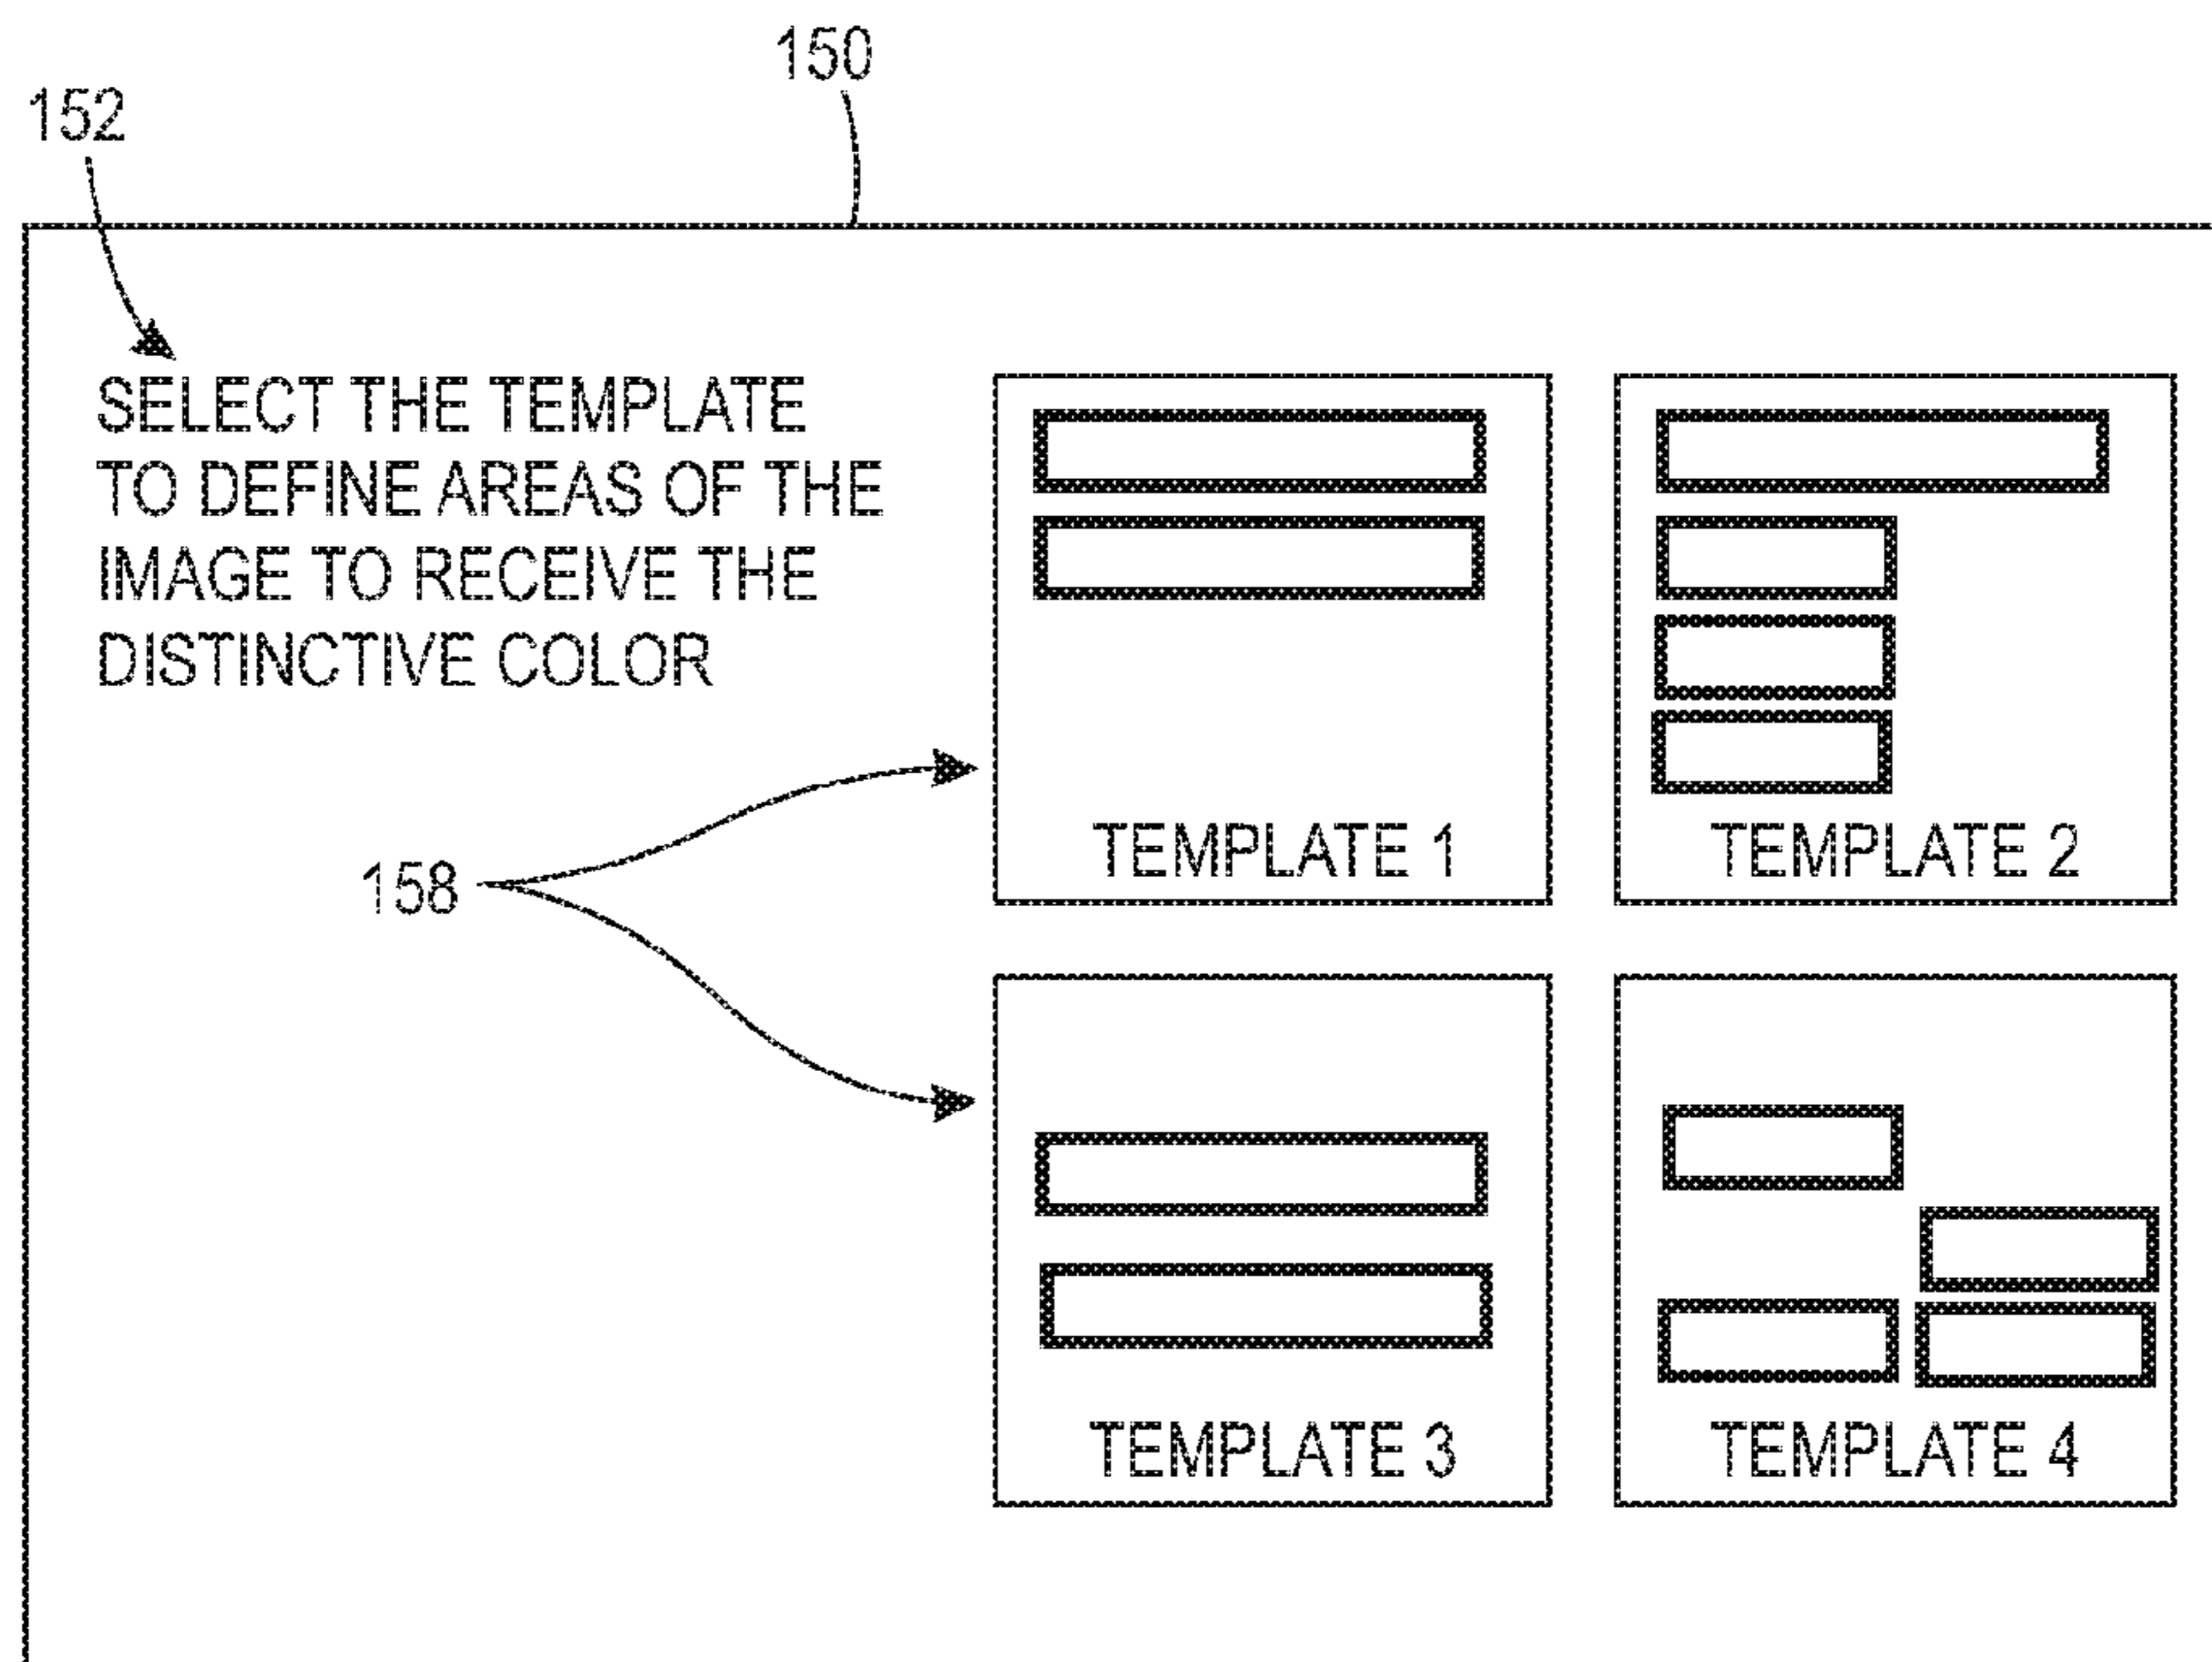 150
152
SELECT THE TEMPLATE
TO DEFINE AREAS OF THE
IMAGE TO RECEIVE THE
DISTINCTIVE COLOR
TEMPLATE 1
TEMPLATE 2
158
TEMPLATE 3
TEMPLATE 4